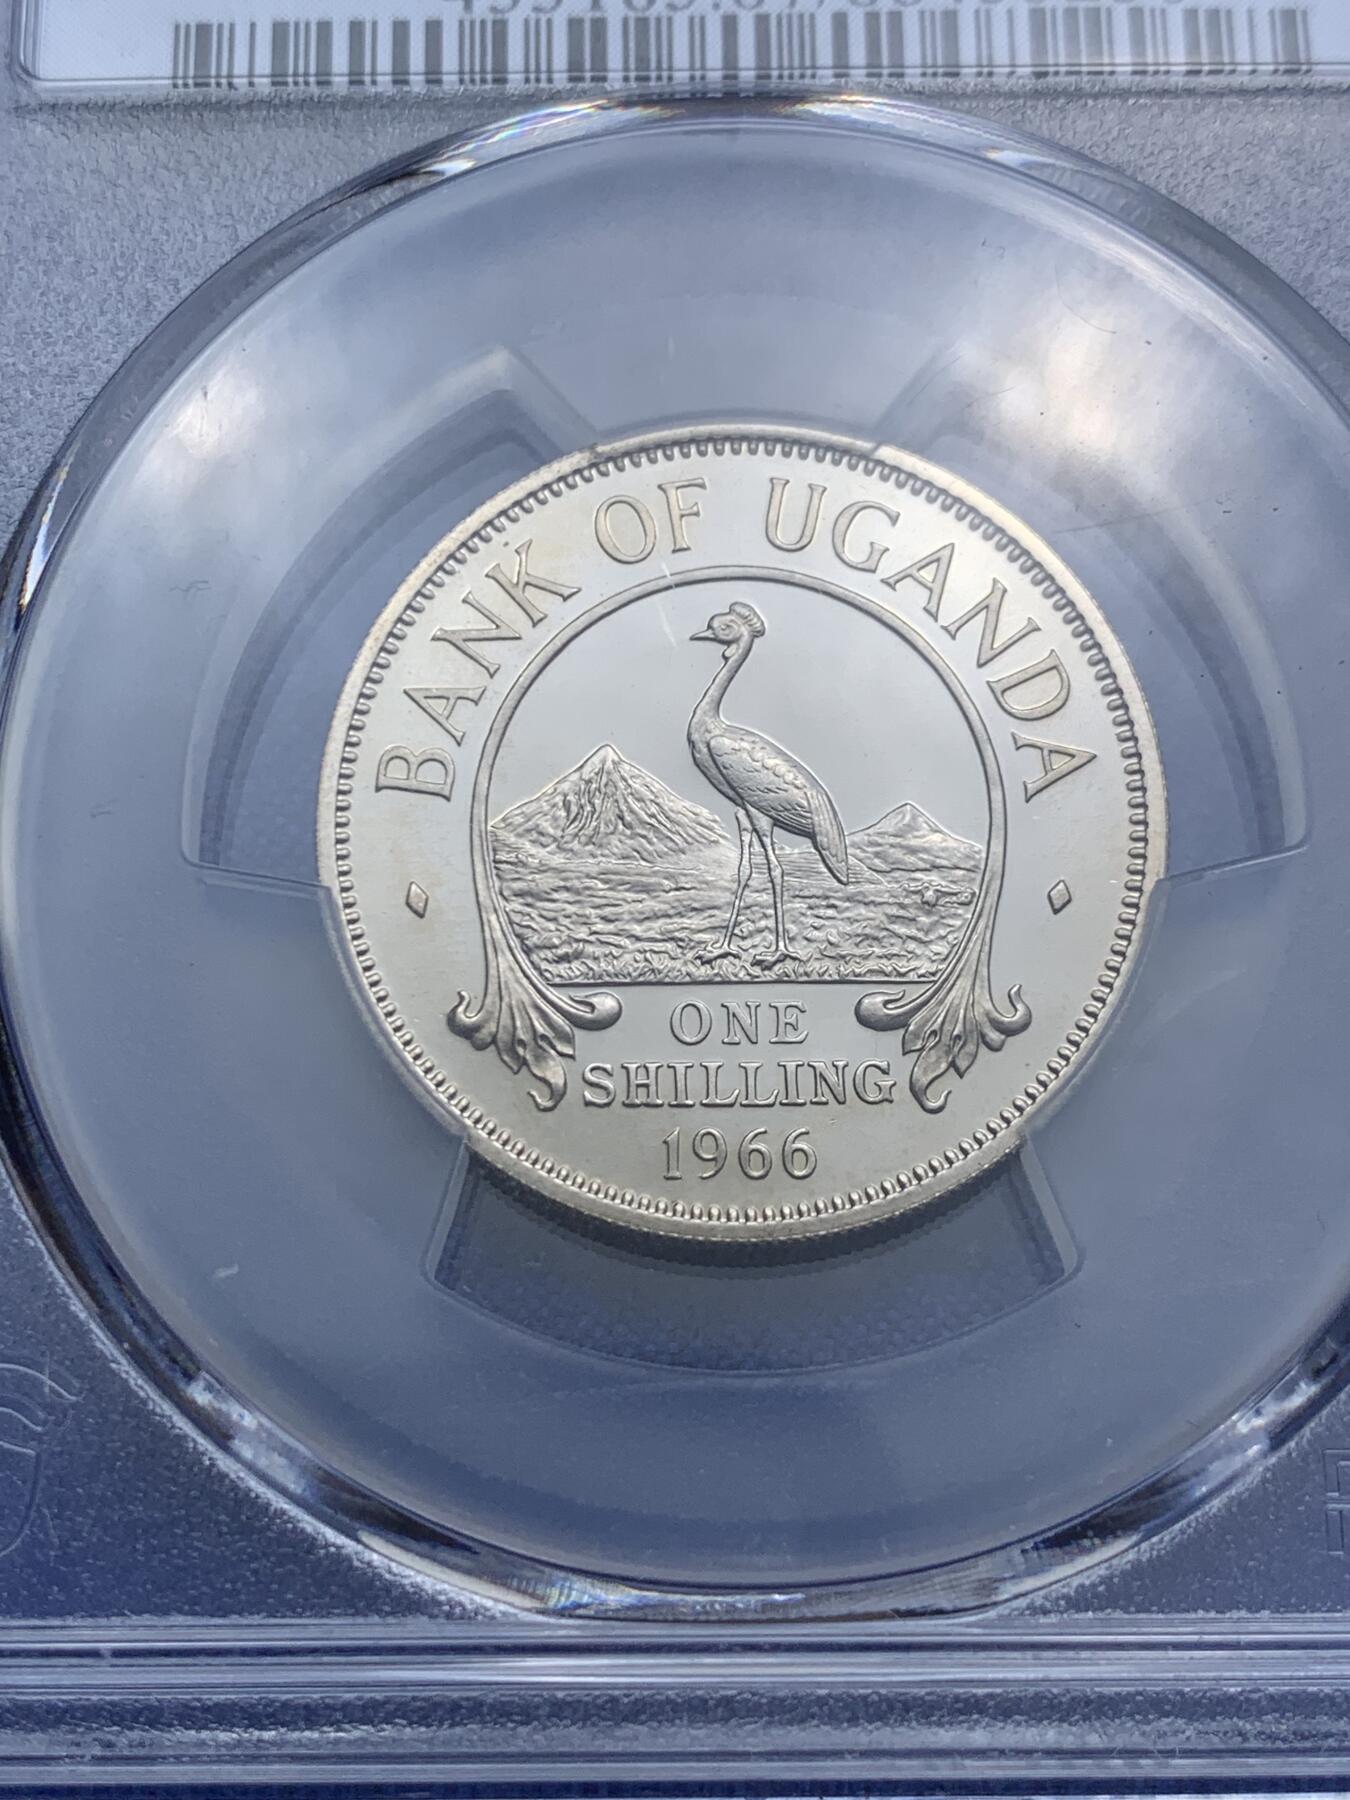 BANK OF UGANDA
ONE
SHILLING
1966